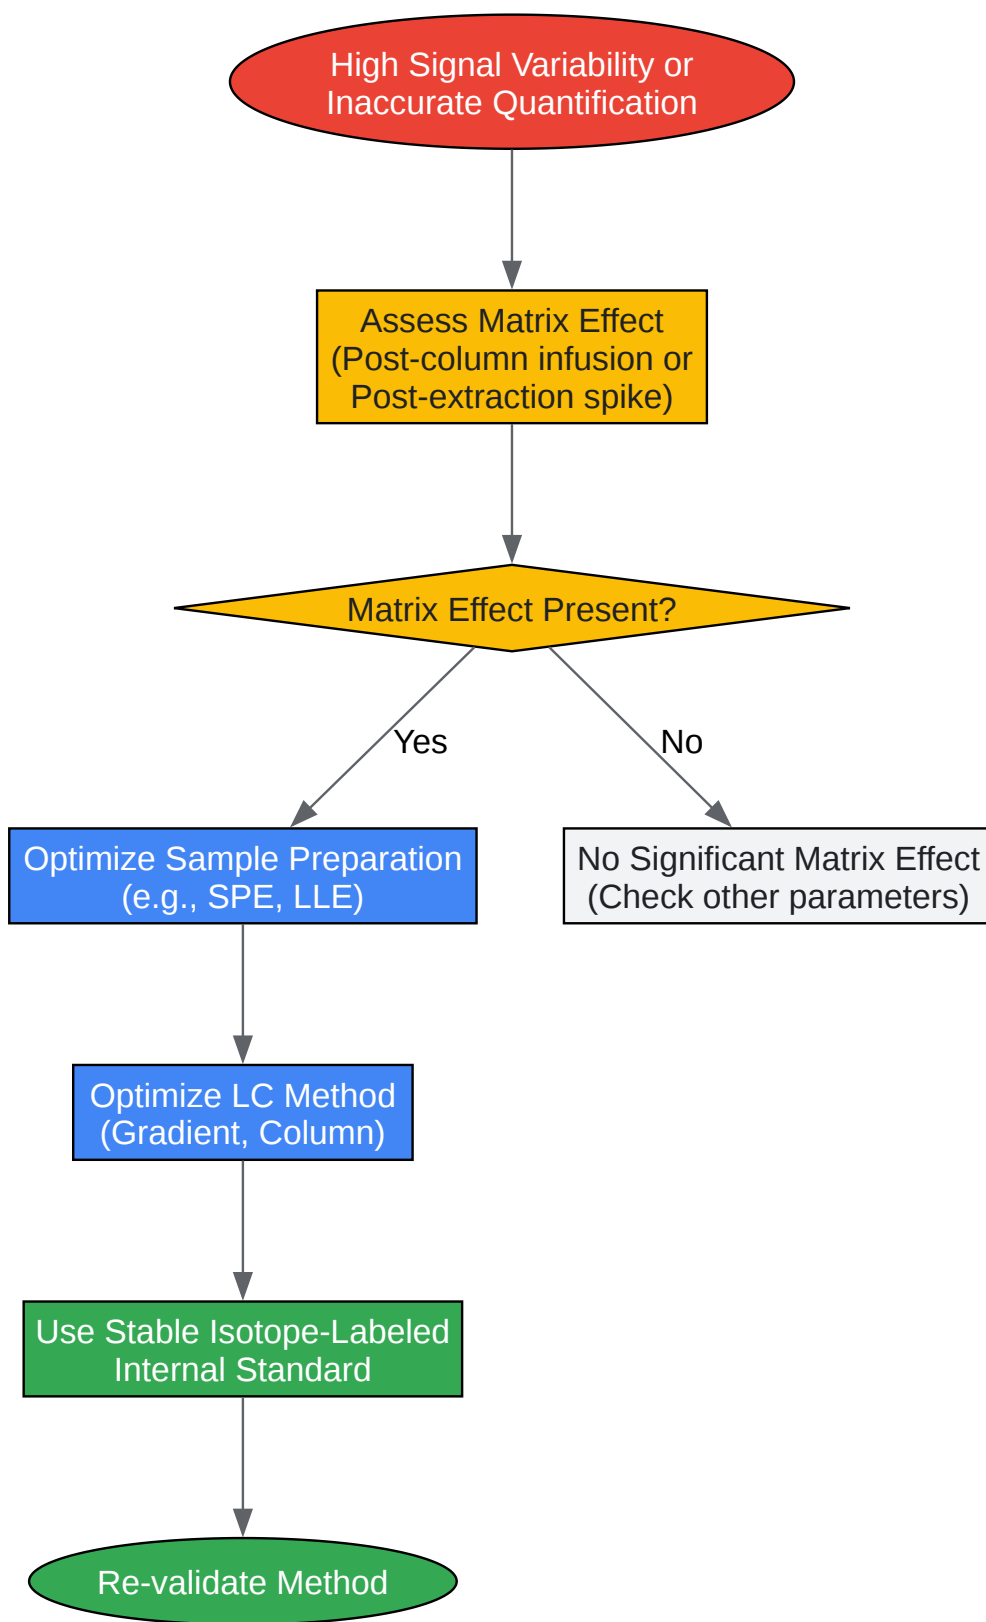 High Signal Variability or
Inaccurate Quantification
Assess Matrix Effect
(Post-column infusion or
Post-extraction spike)
Matrix Effect Present?
Yes
No
Optimize Sample Preparation
(e.g., SPE, LLE)
No Significant Matrix Effect
(Check other parameters)
Optimize LC Method
(Gradient, Column)
Use Stable Isotope-Labeled
Internal Standard
Re-validate Method